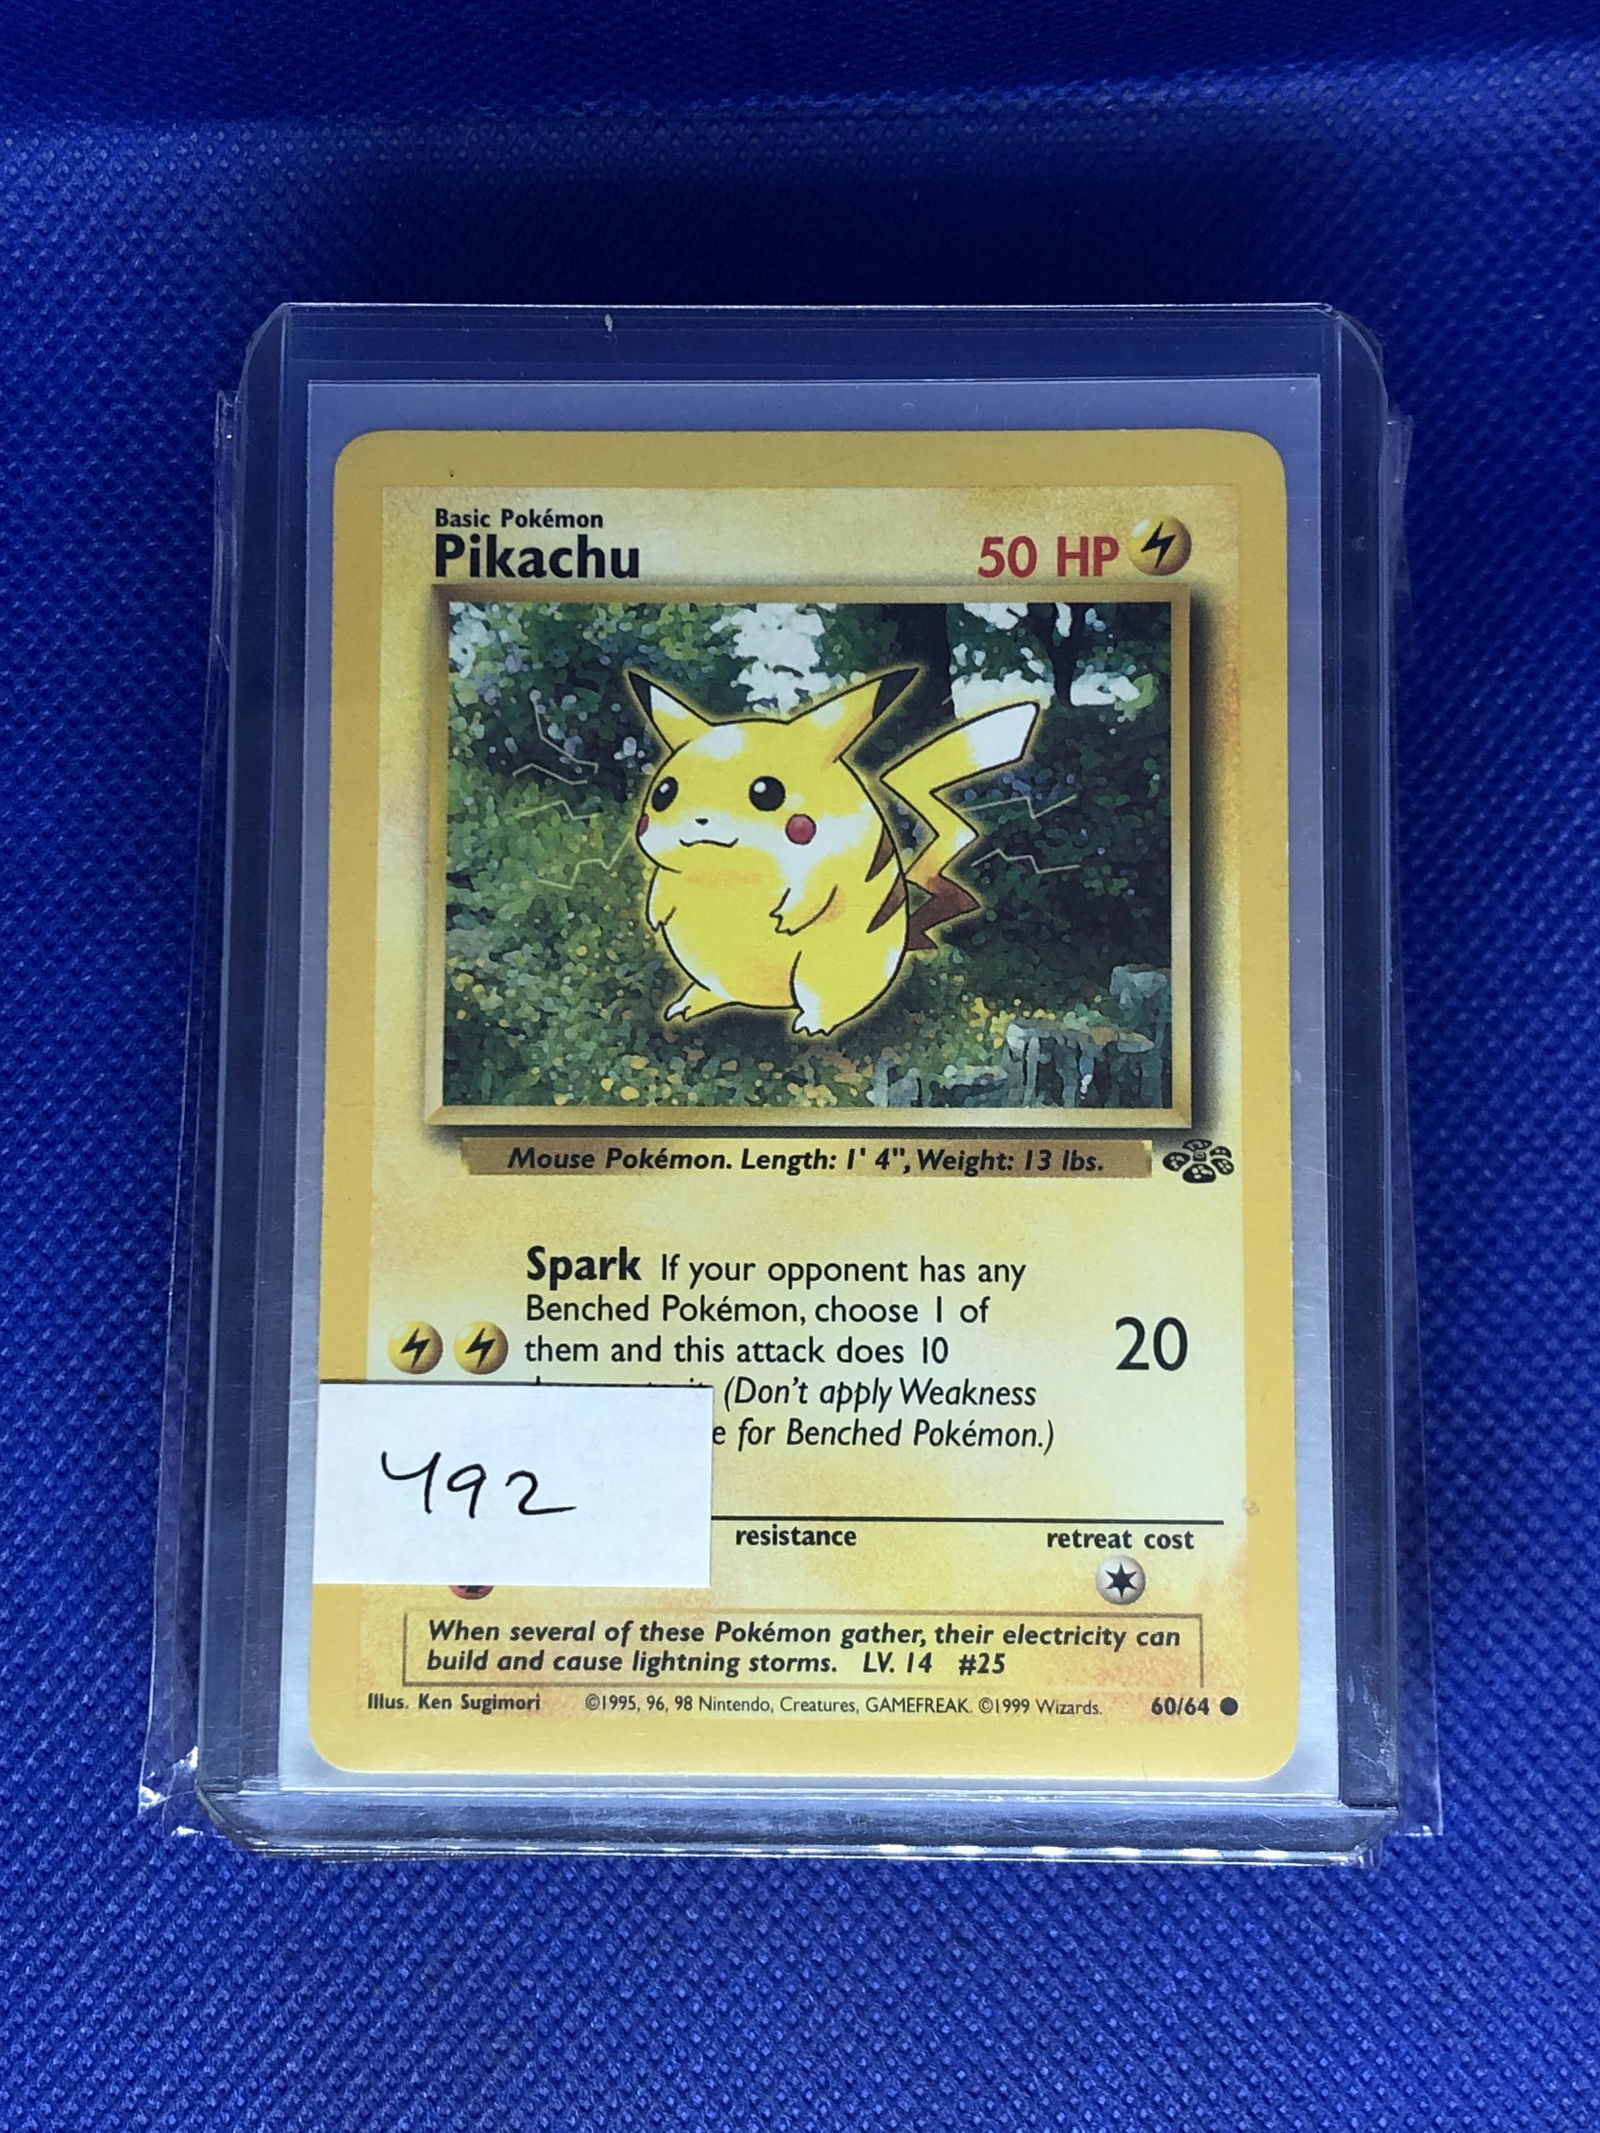 Basic Pokémon
Pikachu 50 HP
Mouse Pokémon. Length: 1' 4", Weight: 13 lbs.
Spark If your opponent has any
Benched Pokémon, choose 1 of
them and this attack does 10 20
(Don't apply Weakness
for Benched Pokémon.)
492
resistance retreat cost
When several of these Pokémon gather, their electricity can
build and cause lightning storms. LV. 14 #25
Illus. Ken Sugimori ©1995, 96, 98 Nintendo, Creatures, GAMEFREAK. ©1999 Wizards. 60/64